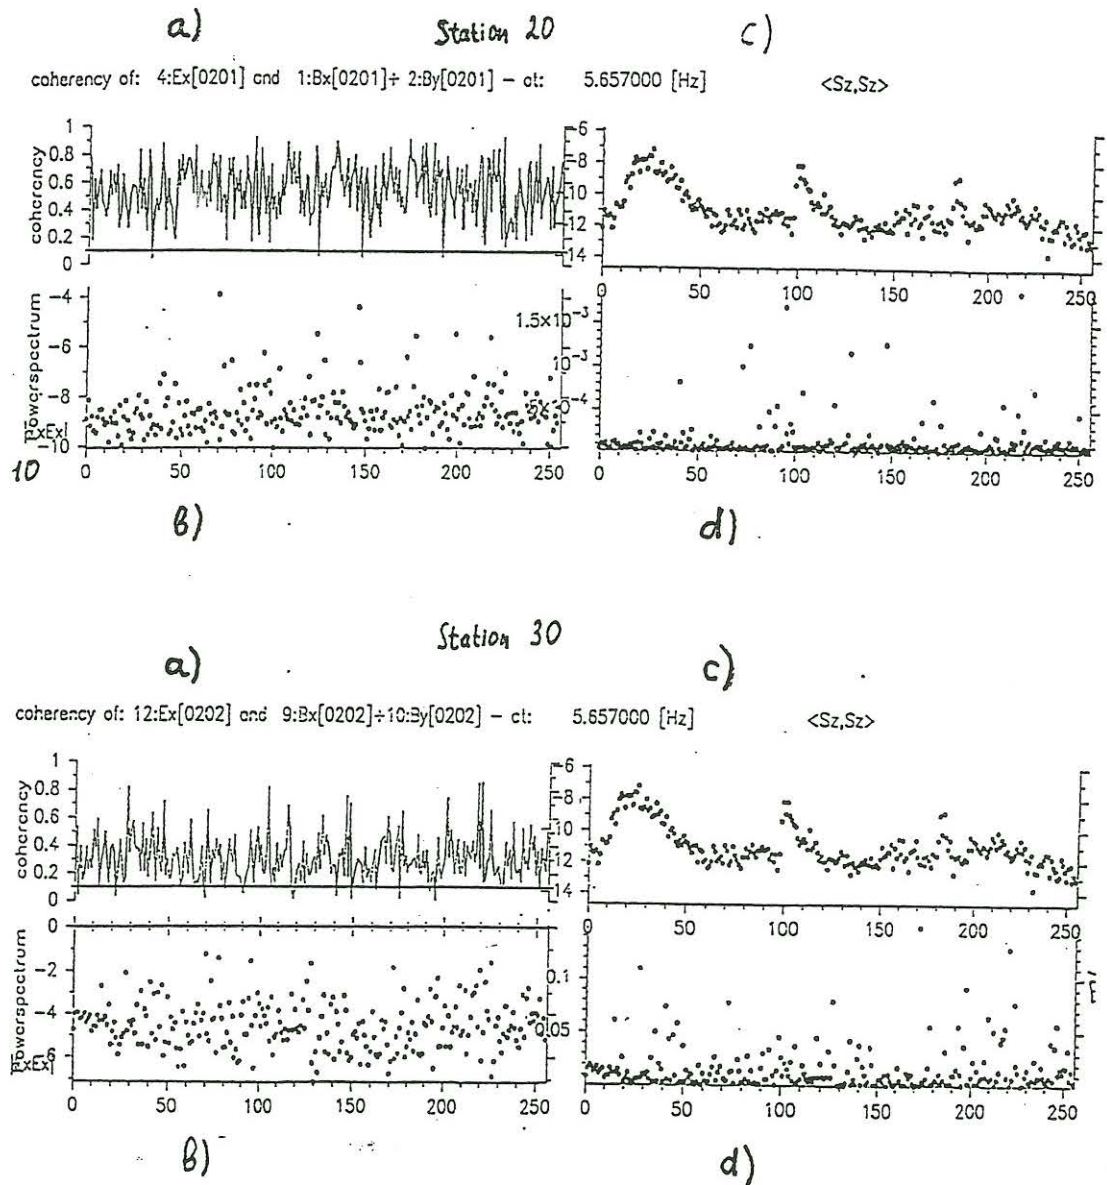 a) Station 20 c)
coherency of: 4:Ex[0201] and 1:Bx[0201]÷ 2:By[0201] – at: 5.657000 [Hz] <Sz,Sz>
1
0.8
0.6
0.4
0.2
0
coherency
-6
-8
10
12
14
0 50 100 150 200 250
-4
-6
-8
-10
Powerspectrum
ExEx
1.5×10⁻³
10⁻³
-4
0 50 100 150 200 250
0 50 100 150 200 250
10
b) d)
Station 30
a) c)
coherency of: 12:Ex[0202] and 9:Bx[0202]÷10:By[0202] – at: 5.657000 [Hz] <Sz,Sz>
1
0.8
0.6
0.4
0.2
coherency
-6
-8
10
12
14
0 50 100 150 200 250
0
-2
-4
-6
Powerspectrum
ExEx
0.1
0.05
0 50 100 150 200 250
0 50 100 150 200 250
b) d)